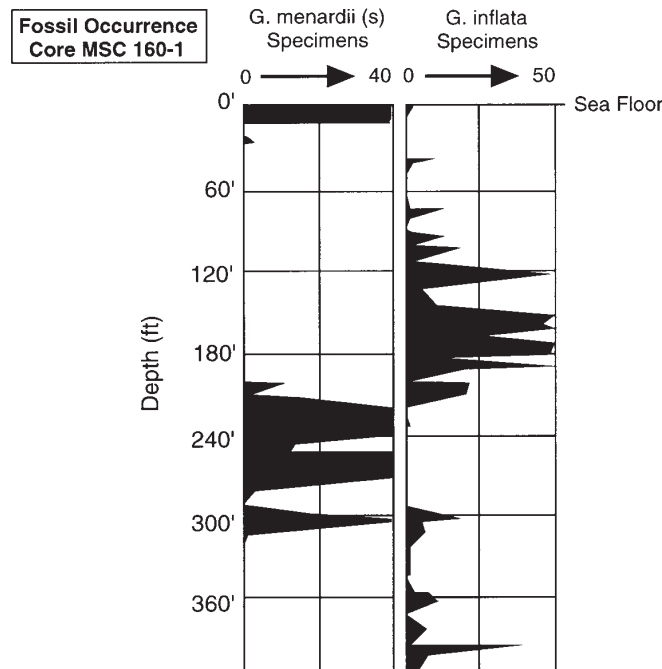 Fossil Occurrence
Core MSC 160-1
G. menardii (s)
Specimens
G. inflata
Specimens
0 40
0 50
Sea Floor
0'
60'
120'
180'
240'
300'
360'
Depth (ft)